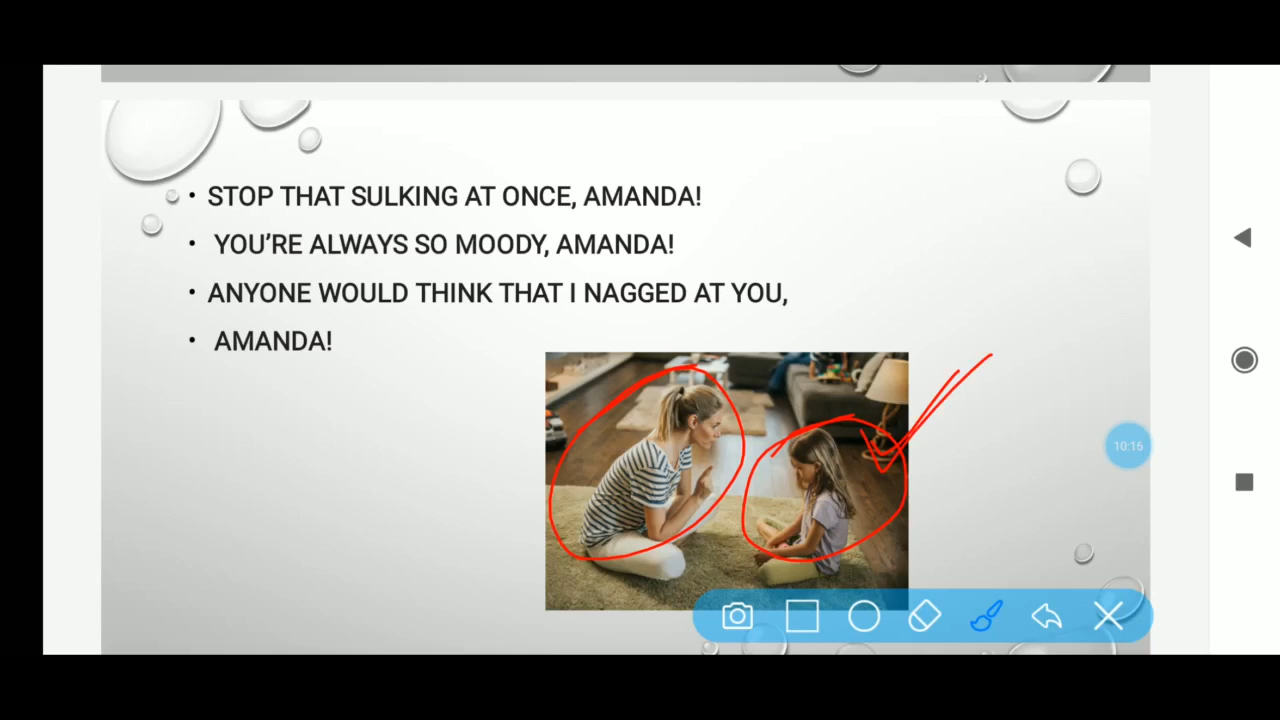 • STOP THAT SULKING AT ONCE, AMANDA!
• YOU'RE ALWAYS SO MOODY, AMANDA!
• ANYONE WOULD THINK THAT I NAGGED AT YOU,
• AMANDA!
10:16